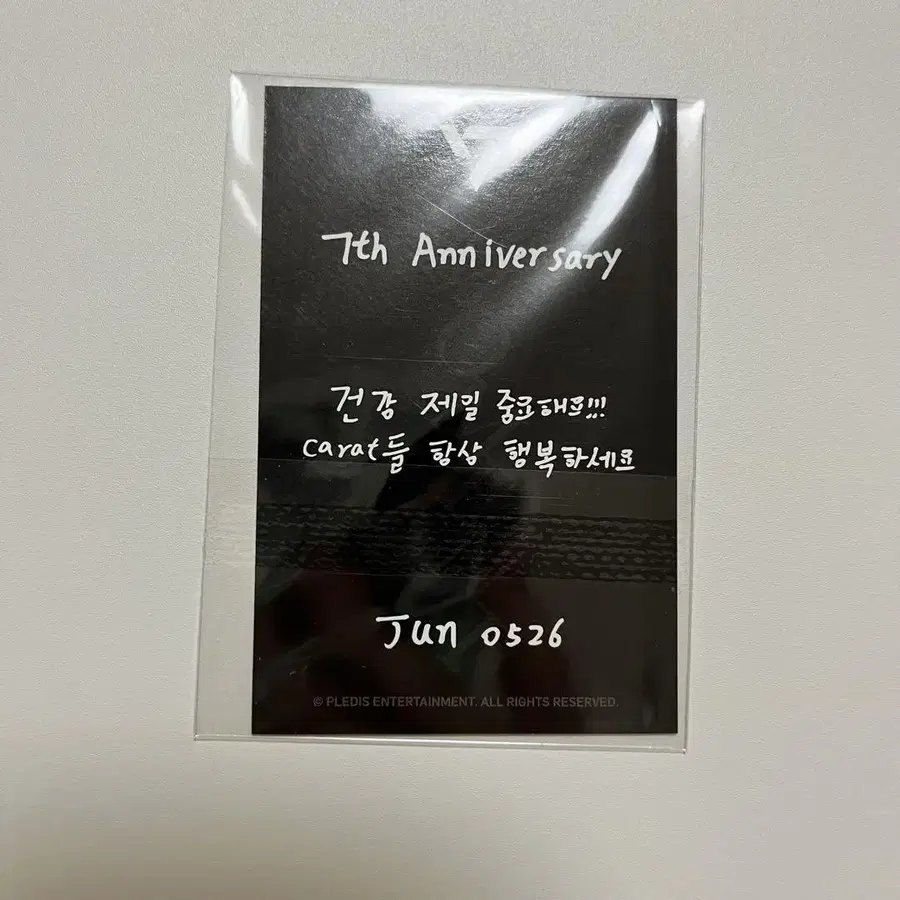 7th Anniversary
건강 제일 중요해요!!!
carat들 항상 행복하세요
Jun 0526
© PLEDIS ENTERTAINMENT. ALL RIGHTS RESERVED.